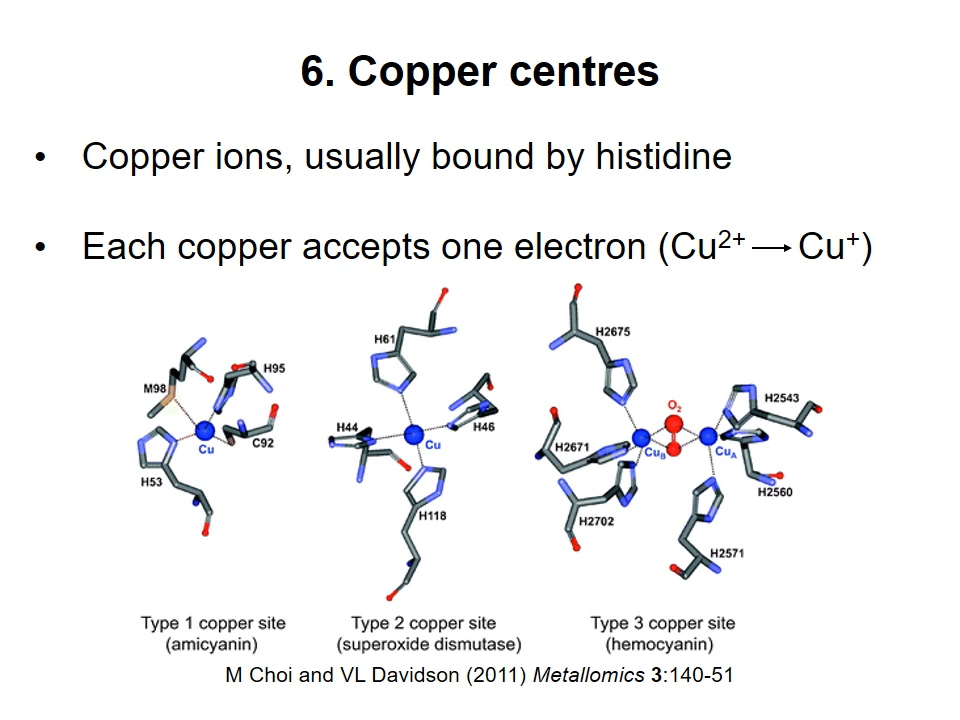 6. Copper centres
• Copper ions, usually bound by histidine
• Each copper accepts one electron (Cu²⁺ → Cu⁺)
H61
H2675
M98
H95
O₂
H2543
H44
H46
C92
Cu
Cu
H2671
Cu_B
Cu_A
H53
H2560
H118
H2702
H2571
Type 1 copper site
(amicyanin)
Type 2 copper site
(superoxide dismutase)
Type 3 copper site
(hemocyanin)
M Choi and VL Davidson (2011) Metallomics 3:140-51